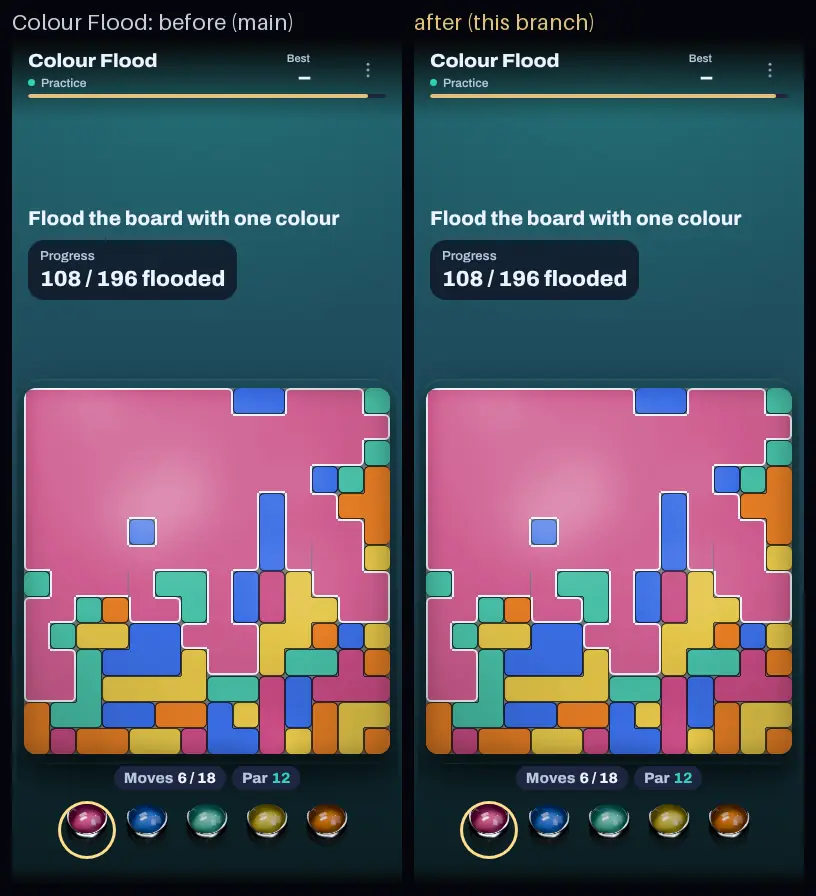 Colour Flood: before (main)
Colour Flood
Best
–
Practice
Flood the board with one colour
Progress
108 / 196 flooded
Moves 6 / 18
Par 12
after (this branch)
Colour Flood
Best
–
Practice
Flood the board with one colour
Progress
108 / 196 flooded
Moves 6 / 18
Par 12